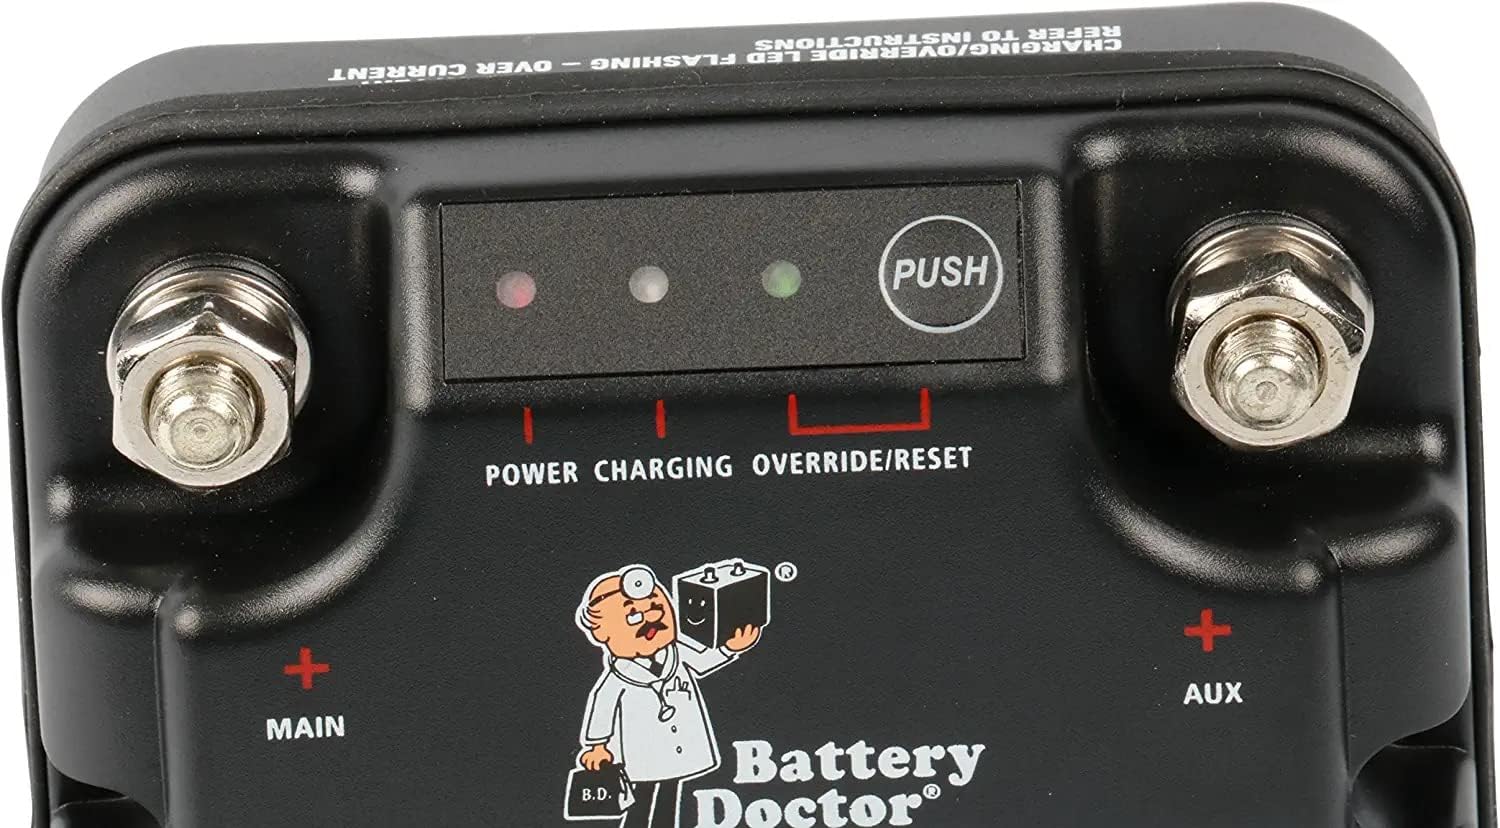 CHARGING/OVERRIDE LED FLASHING – OVER CURRENT
REFER TO INSTRUCTIONS
PUSH
POWER CHARGING OVERRIDE/RESET
MAIN
AUX
®
B.D.
Battery
Doctor®